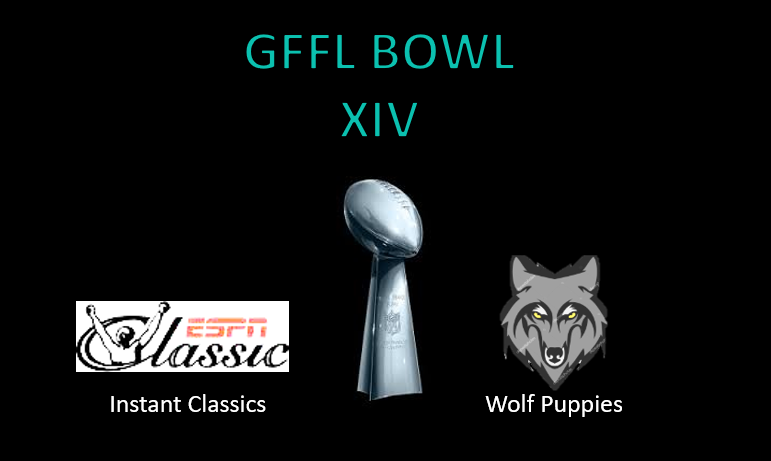 GFFL BOWL
XIV
ESPN
Classic
Instant Classics
Wolf Puppies